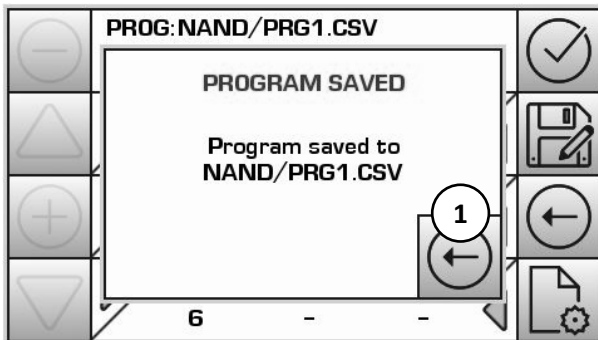 PROG:NAND/PRG1.CSV
PROGRAM SAVED
Program saved to
NAND/PRG1.CSV
1
6 - -